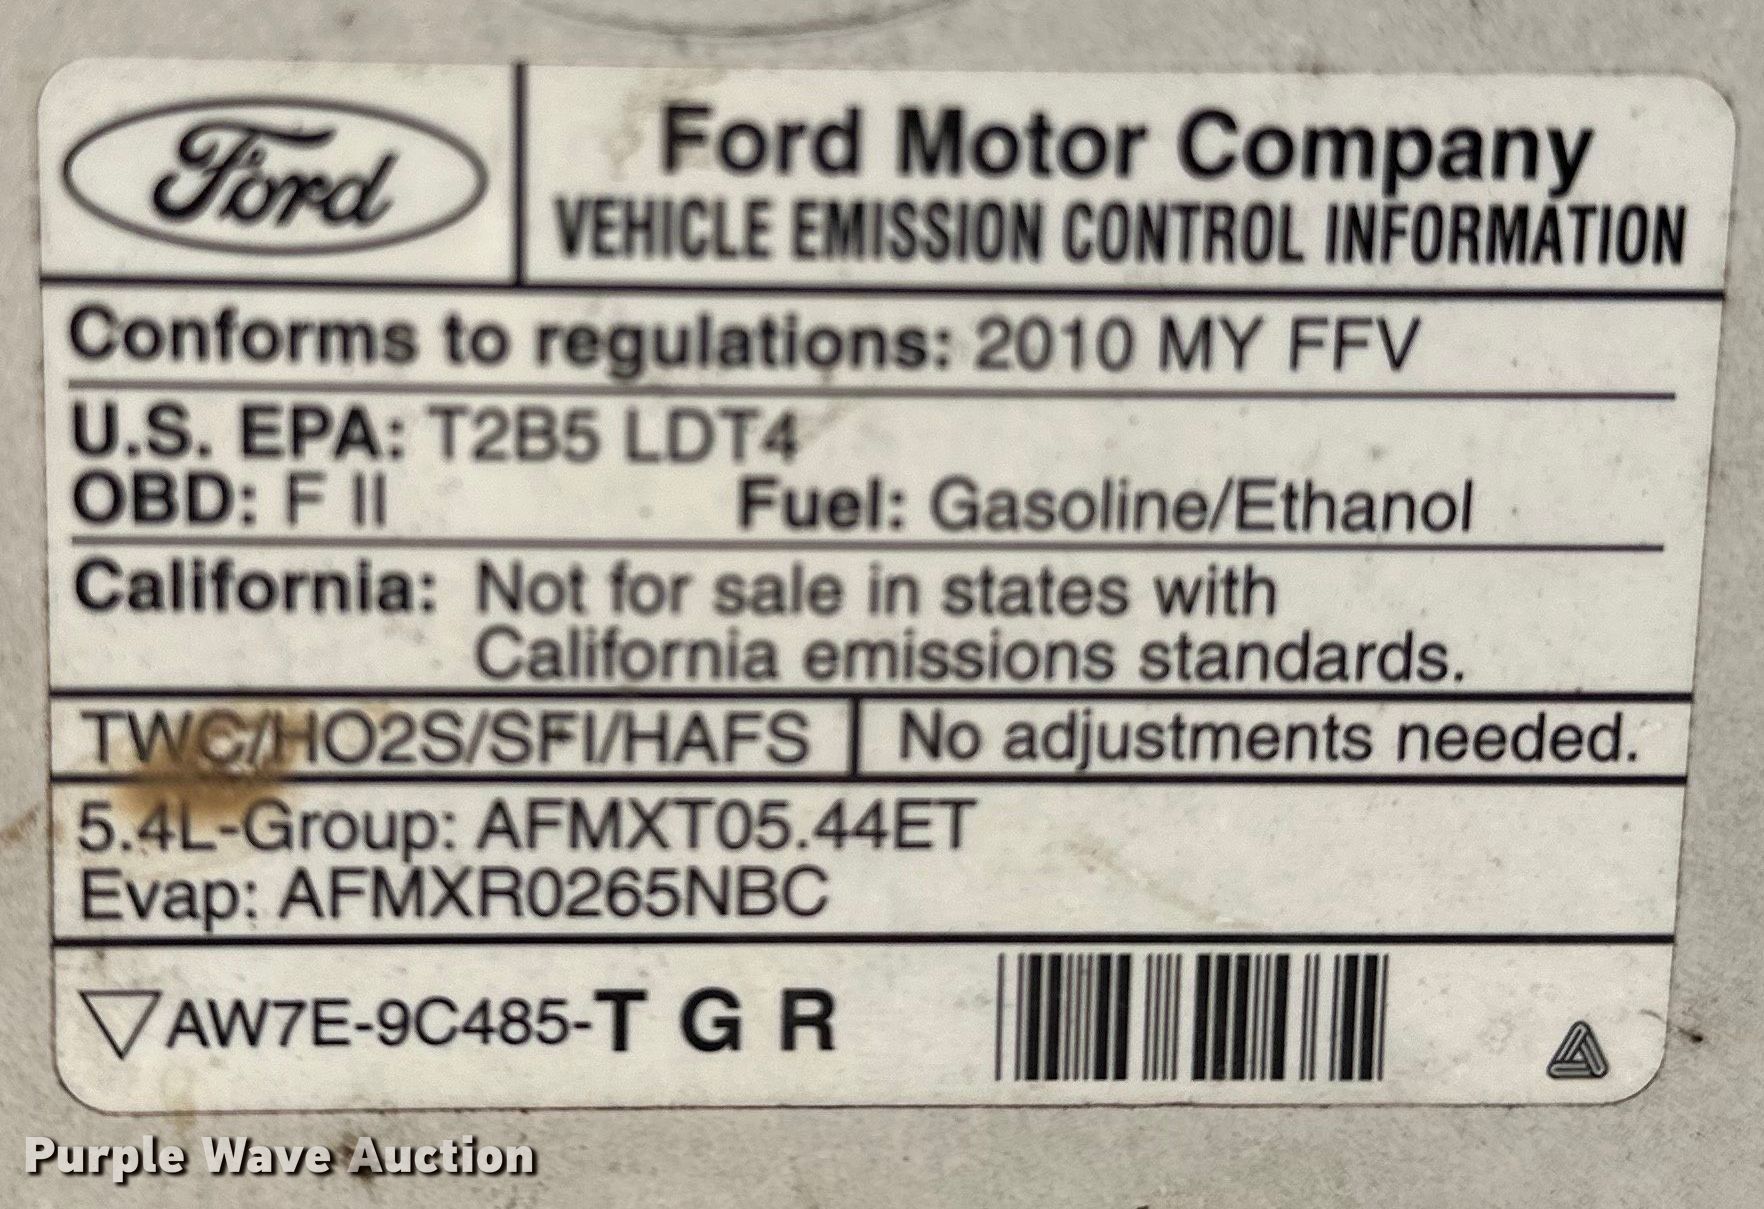 Ford
Ford Motor Company
VEHICLE EMISSION CONTROL INFORMATION
Conforms to regulations: 2010 MY FFV
U.S. EPA: T2B5 LDT4
OBD: F II Fuel: Gasoline/Ethanol
California: Not for sale in states with
California emissions standards.
TWC/HO2S/SFI/HAFS No adjustments needed.
5.4L-Group: AFMXT05.44ET
Evap: AFMXR0265NBC
AW7E-9C485-T G R
Purple Wave Auction